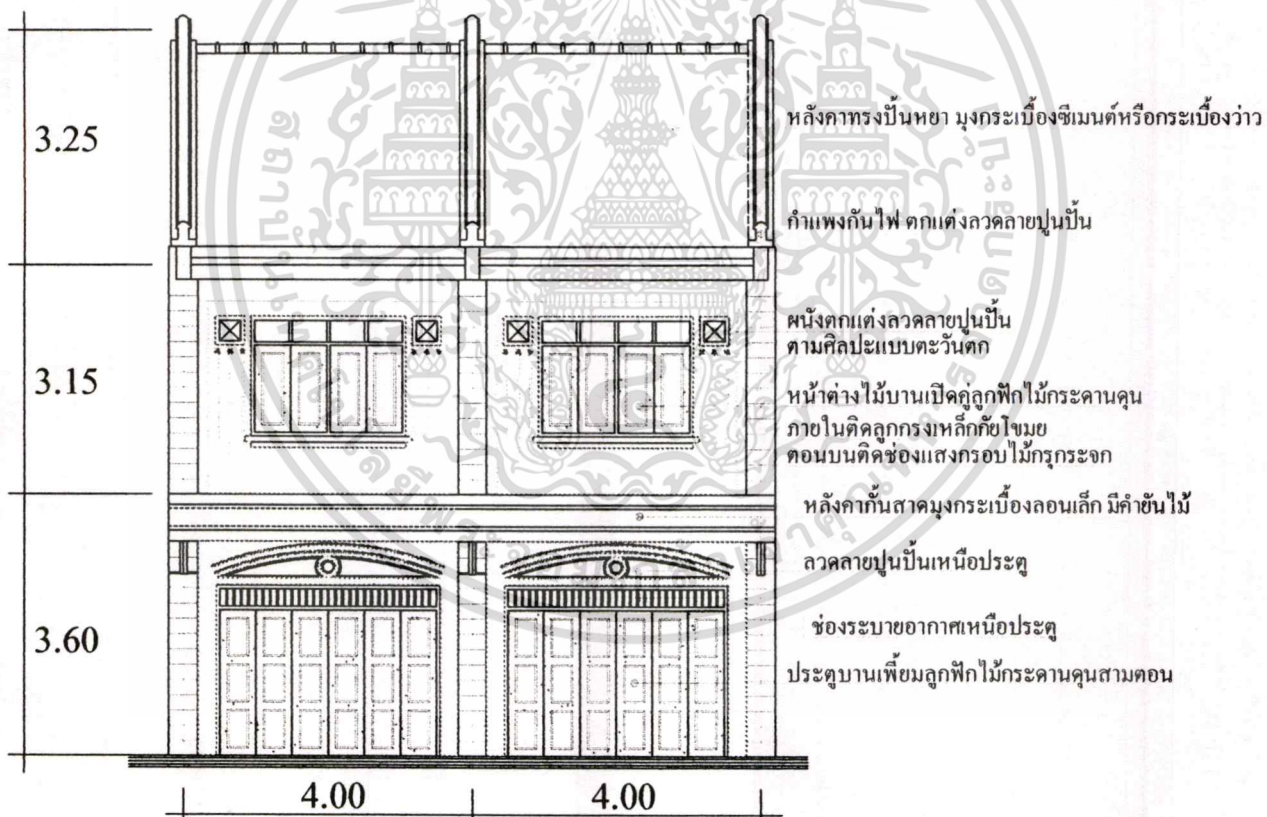 3.25
3.15
3.60
4.00
4.00
หลังคาทรงปั้นหยา มุงกระเบื้องซีเมนต์หรือกระเบื้องว่าว
กำแพงกันไฟ ตกแต่งลวดลายปูนปั้น
ผนังตกแต่งลวดลายปูนปั้น
ตามศิลปะแบบตะวันตก
หน้าต่างไม้บานเปิดคู่ลูกฟักไม้กระดานดุน
ภายในติดลูกกรงเหล็กกัยโขมย
ตอนบนติดช่องแสงกรอบไม้กรุกระจก
หลังคากั้นสาดมุงกระเบื้องลอนเล็ก มีค้ำยันไม้
ลวดลายปูนปั้นเหนือประตู
ช่องระบายอากาศเหนือประตู
ประตูบานเพี้ยมลูกฟักไม้กระดานดุนสามตอน